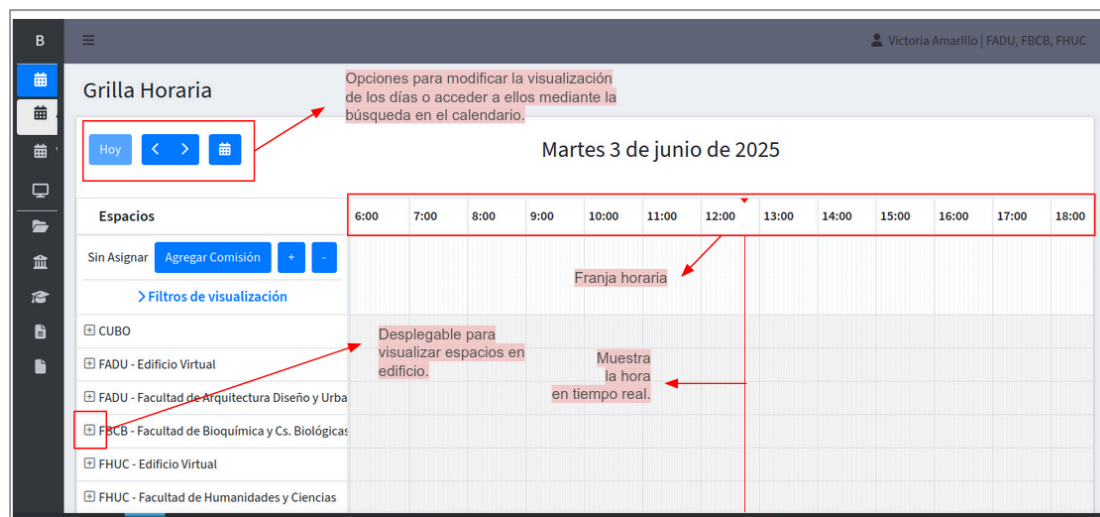 B
Victoria Amarillo | FADU, FBCB, FHUC
Grilla Horaria
Opciones para modificar la visualización
de los días o acceder a ellos mediante la
búsqueda en el calendario.
Hoy
Martes 3 de junio de 2025
Espacios
6:00 7:00 8:00 9:00 10:00 11:00 12:00 13:00 14:00 15:00 16:00 17:00 18:00
Sin Asignar Agregar Comisión + -
Franja horaria
Filtros de visualización
CUBO
Desplegable para
visualizar espacios en
edificio.
FADU - Edificio Virtual
Muestra
la hora
en tiempo real.
FADU - Facultad de Arquitectura Diseño y Urba
FBCB - Facultad de Bioquímica y Cs. Biológicas
FHUC - Edificio Virtual
FHUC - Facultad de Humanidades y Ciencias